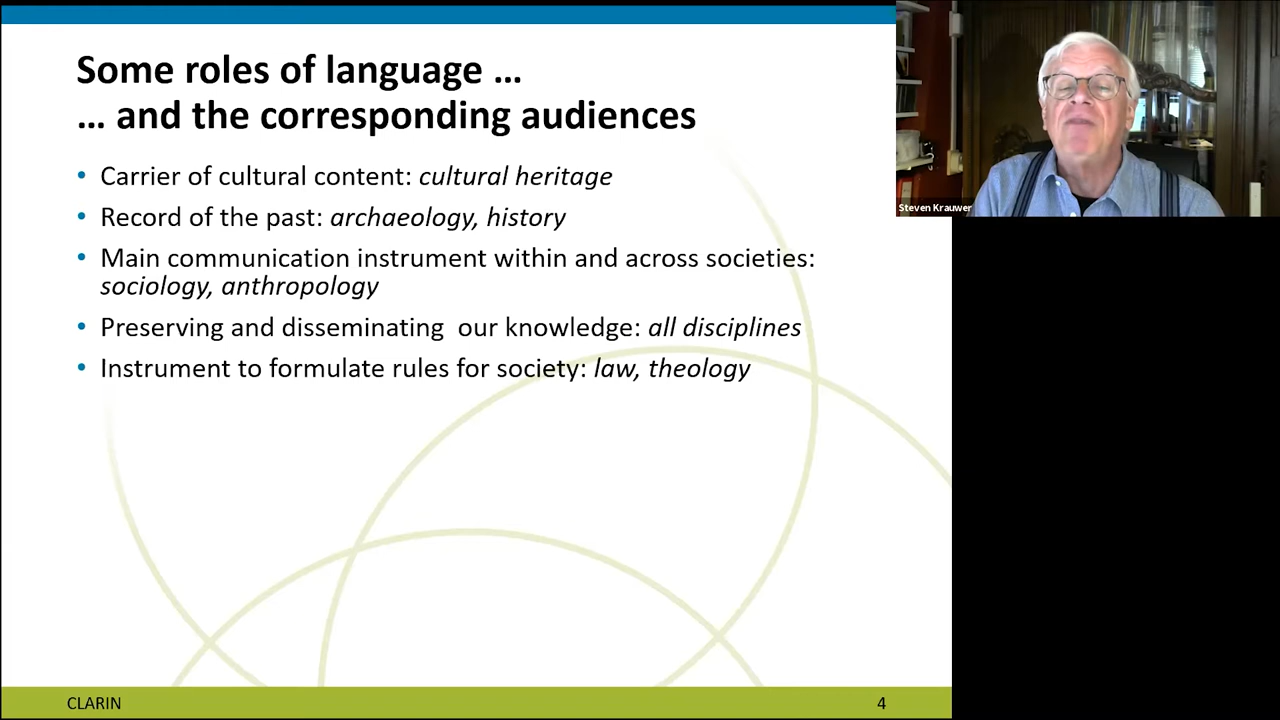 Some roles of language …
… and the corresponding audiences
• Carrier of cultural content: cultural heritage
• Record of the past: archaeology, history
• Main communication instrument within and across societies:
sociology, anthropology
• Preserving and disseminating  our knowledge: all disciplines
• Instrument to formulate rules for society: law, theology
Steven Krauwer
CLARIN
4